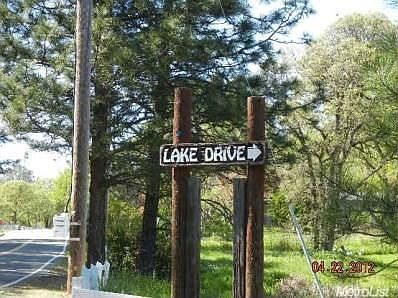 LAKE DRIVE →
04.22.2012
MetroList